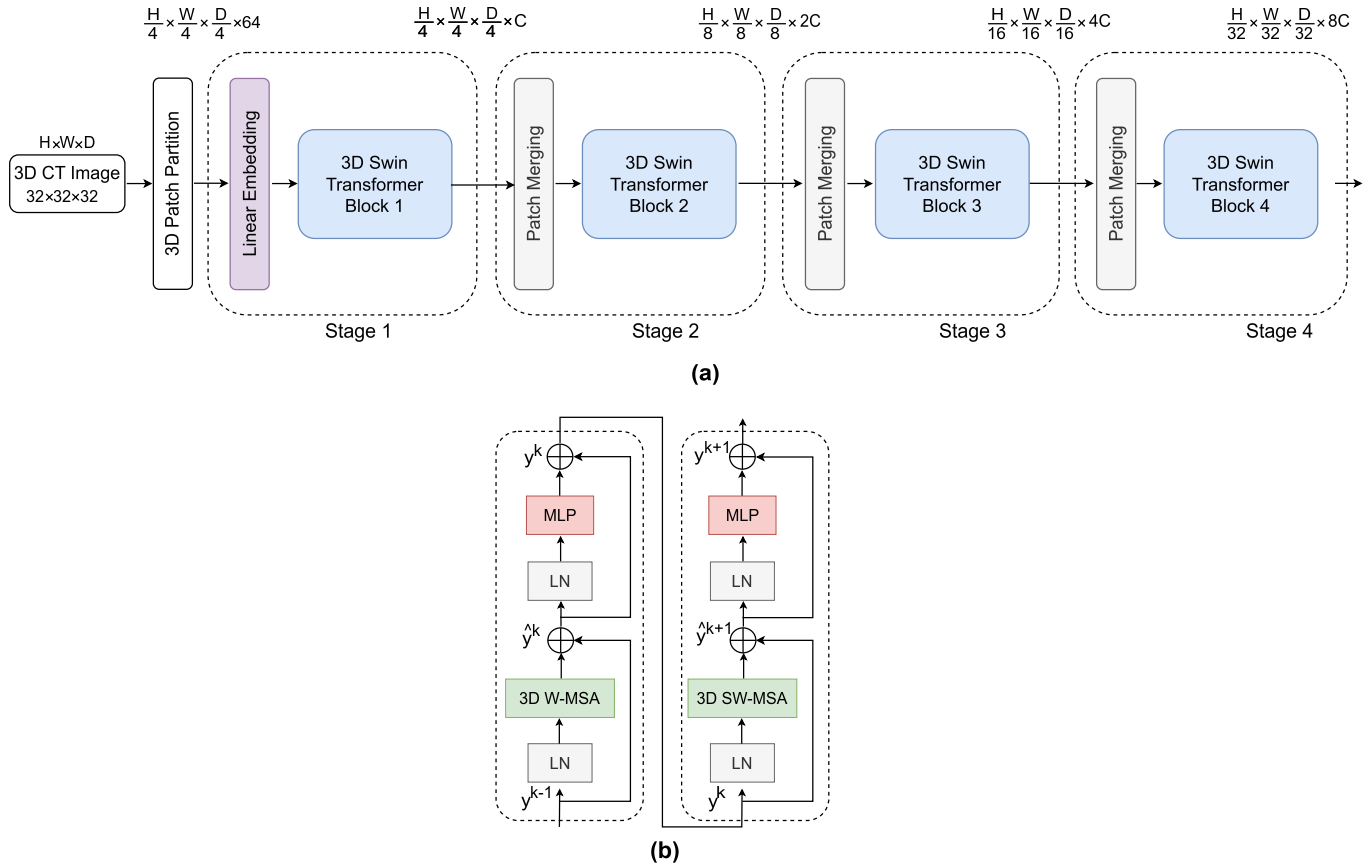 H/4 × W/4 × D/4 ×64
H/4 × W/4 × D/4 ×C
H/8 × W/8 × D/8 × 2C
H/16 × W/16 × D/16 × 4C
H/32 × W/32 × D/32 × 8C
H×W×D
3D CT Image
32×32×32
3D Patch Partition
Linear Embedding
3D Swin
Transformer
Block 1
Patch Merging
3D Swin
Transformer
Block 2
Patch Merging
3D Swin
Transformer
Block 3
Patch Merging
3D Swin
Transformer
Block 4
Stage 1
Stage 2
Stage 3
Stage 4
(a)
y^k
MLP
LN
ŷ^k
3D W-MSA
LN
y^k-1
y^k+1
MLP
LN
ŷ^k+1
3D SW-MSA
LN
y^k
(b)